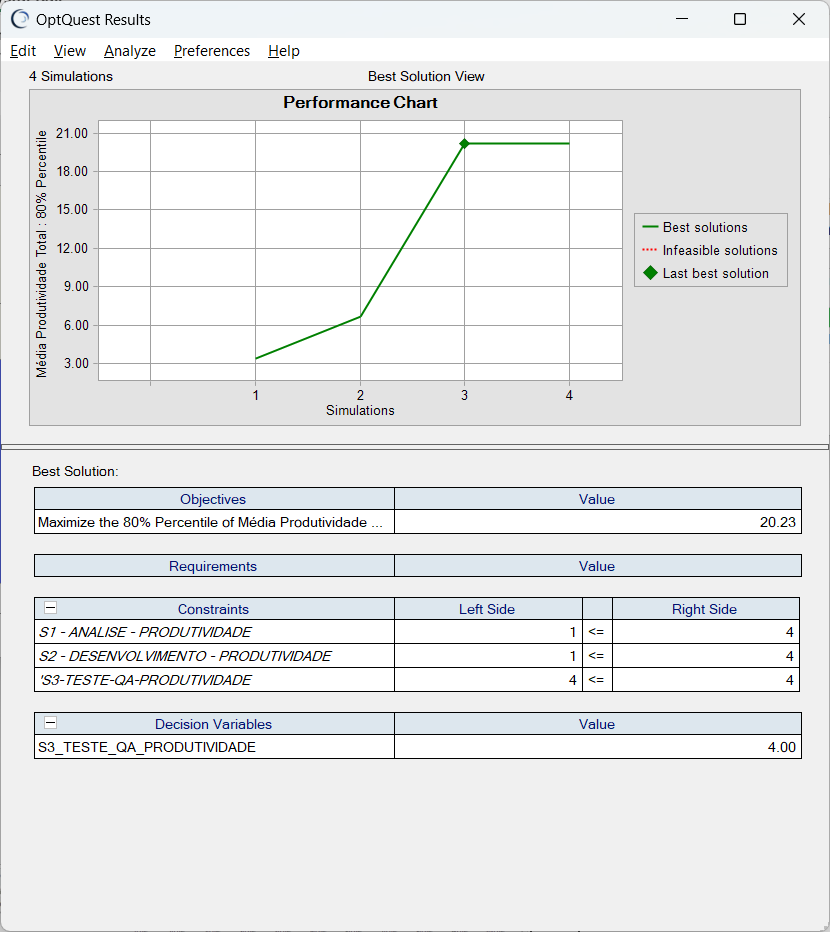 OptQuest Results
Edit View Analyze Preferences Help
4 Simulations Best Solution View
Performance Chart
Média Produtividade Total : 80% Percentile
21.00
18.00
15.00
12.00
9.00
6.00
3.00
1 2 3 4
Simulations
Best solutions
Infeasible solutions
Last best solution
Best Solution:
Objectives Value
Maximize the 80% Percentile of Média Produtividade ... 20.23
Requirements Value
Constraints Left Side Right Side
S1 - ANALISE - PRODUTIVIDADE 1 <= 4
S2 - DESENVOLVIMENTO - PRODUTIVIDADE 1 <= 4
'S3-TESTE-QA-PRODUTIVIDADE 4 <= 4
Decision Variables Value
S3_TESTE_QA_PRODUTIVIDADE 4.00